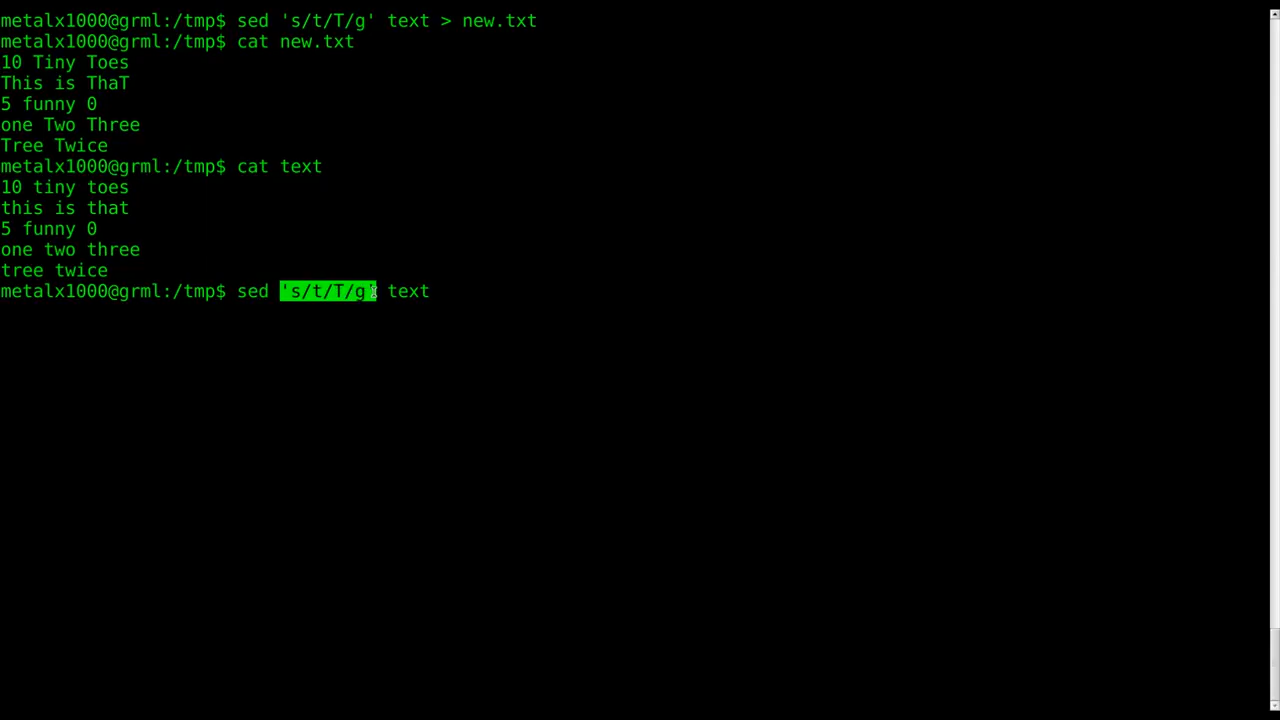 metalx1000@grml:/tmp$ sed 's/t/T/g' text > new.txt
metalx1000@grml:/tmp$ cat new.txt
10 Tiny Toes
This is ThaT
5 funny 0
one Two Three
Tree Twice
metalx1000@grml:/tmp$ cat text
10 tiny toes
this is that
5 funny 0
one two three
tree twice
metalx1000@grml:/tmp$ sed 's/t/T/g' text